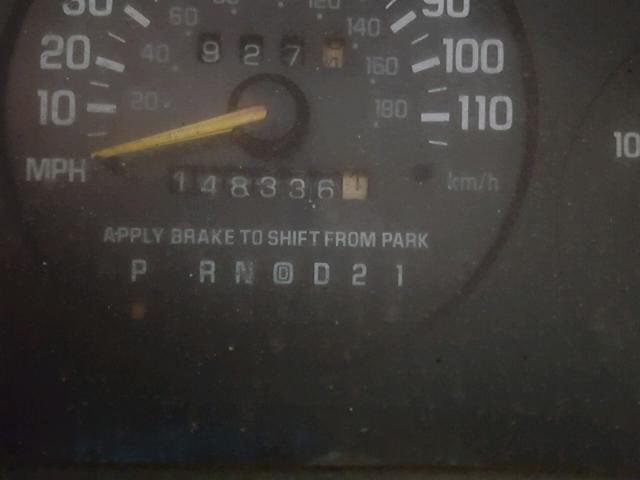 30 120 90
60 140
20 40 927 160 100
10 20 180 110 10
MPH 1483361 km/h
APPLY BRAKE TO SHIFT FROM PARK
P R N D D 2 1